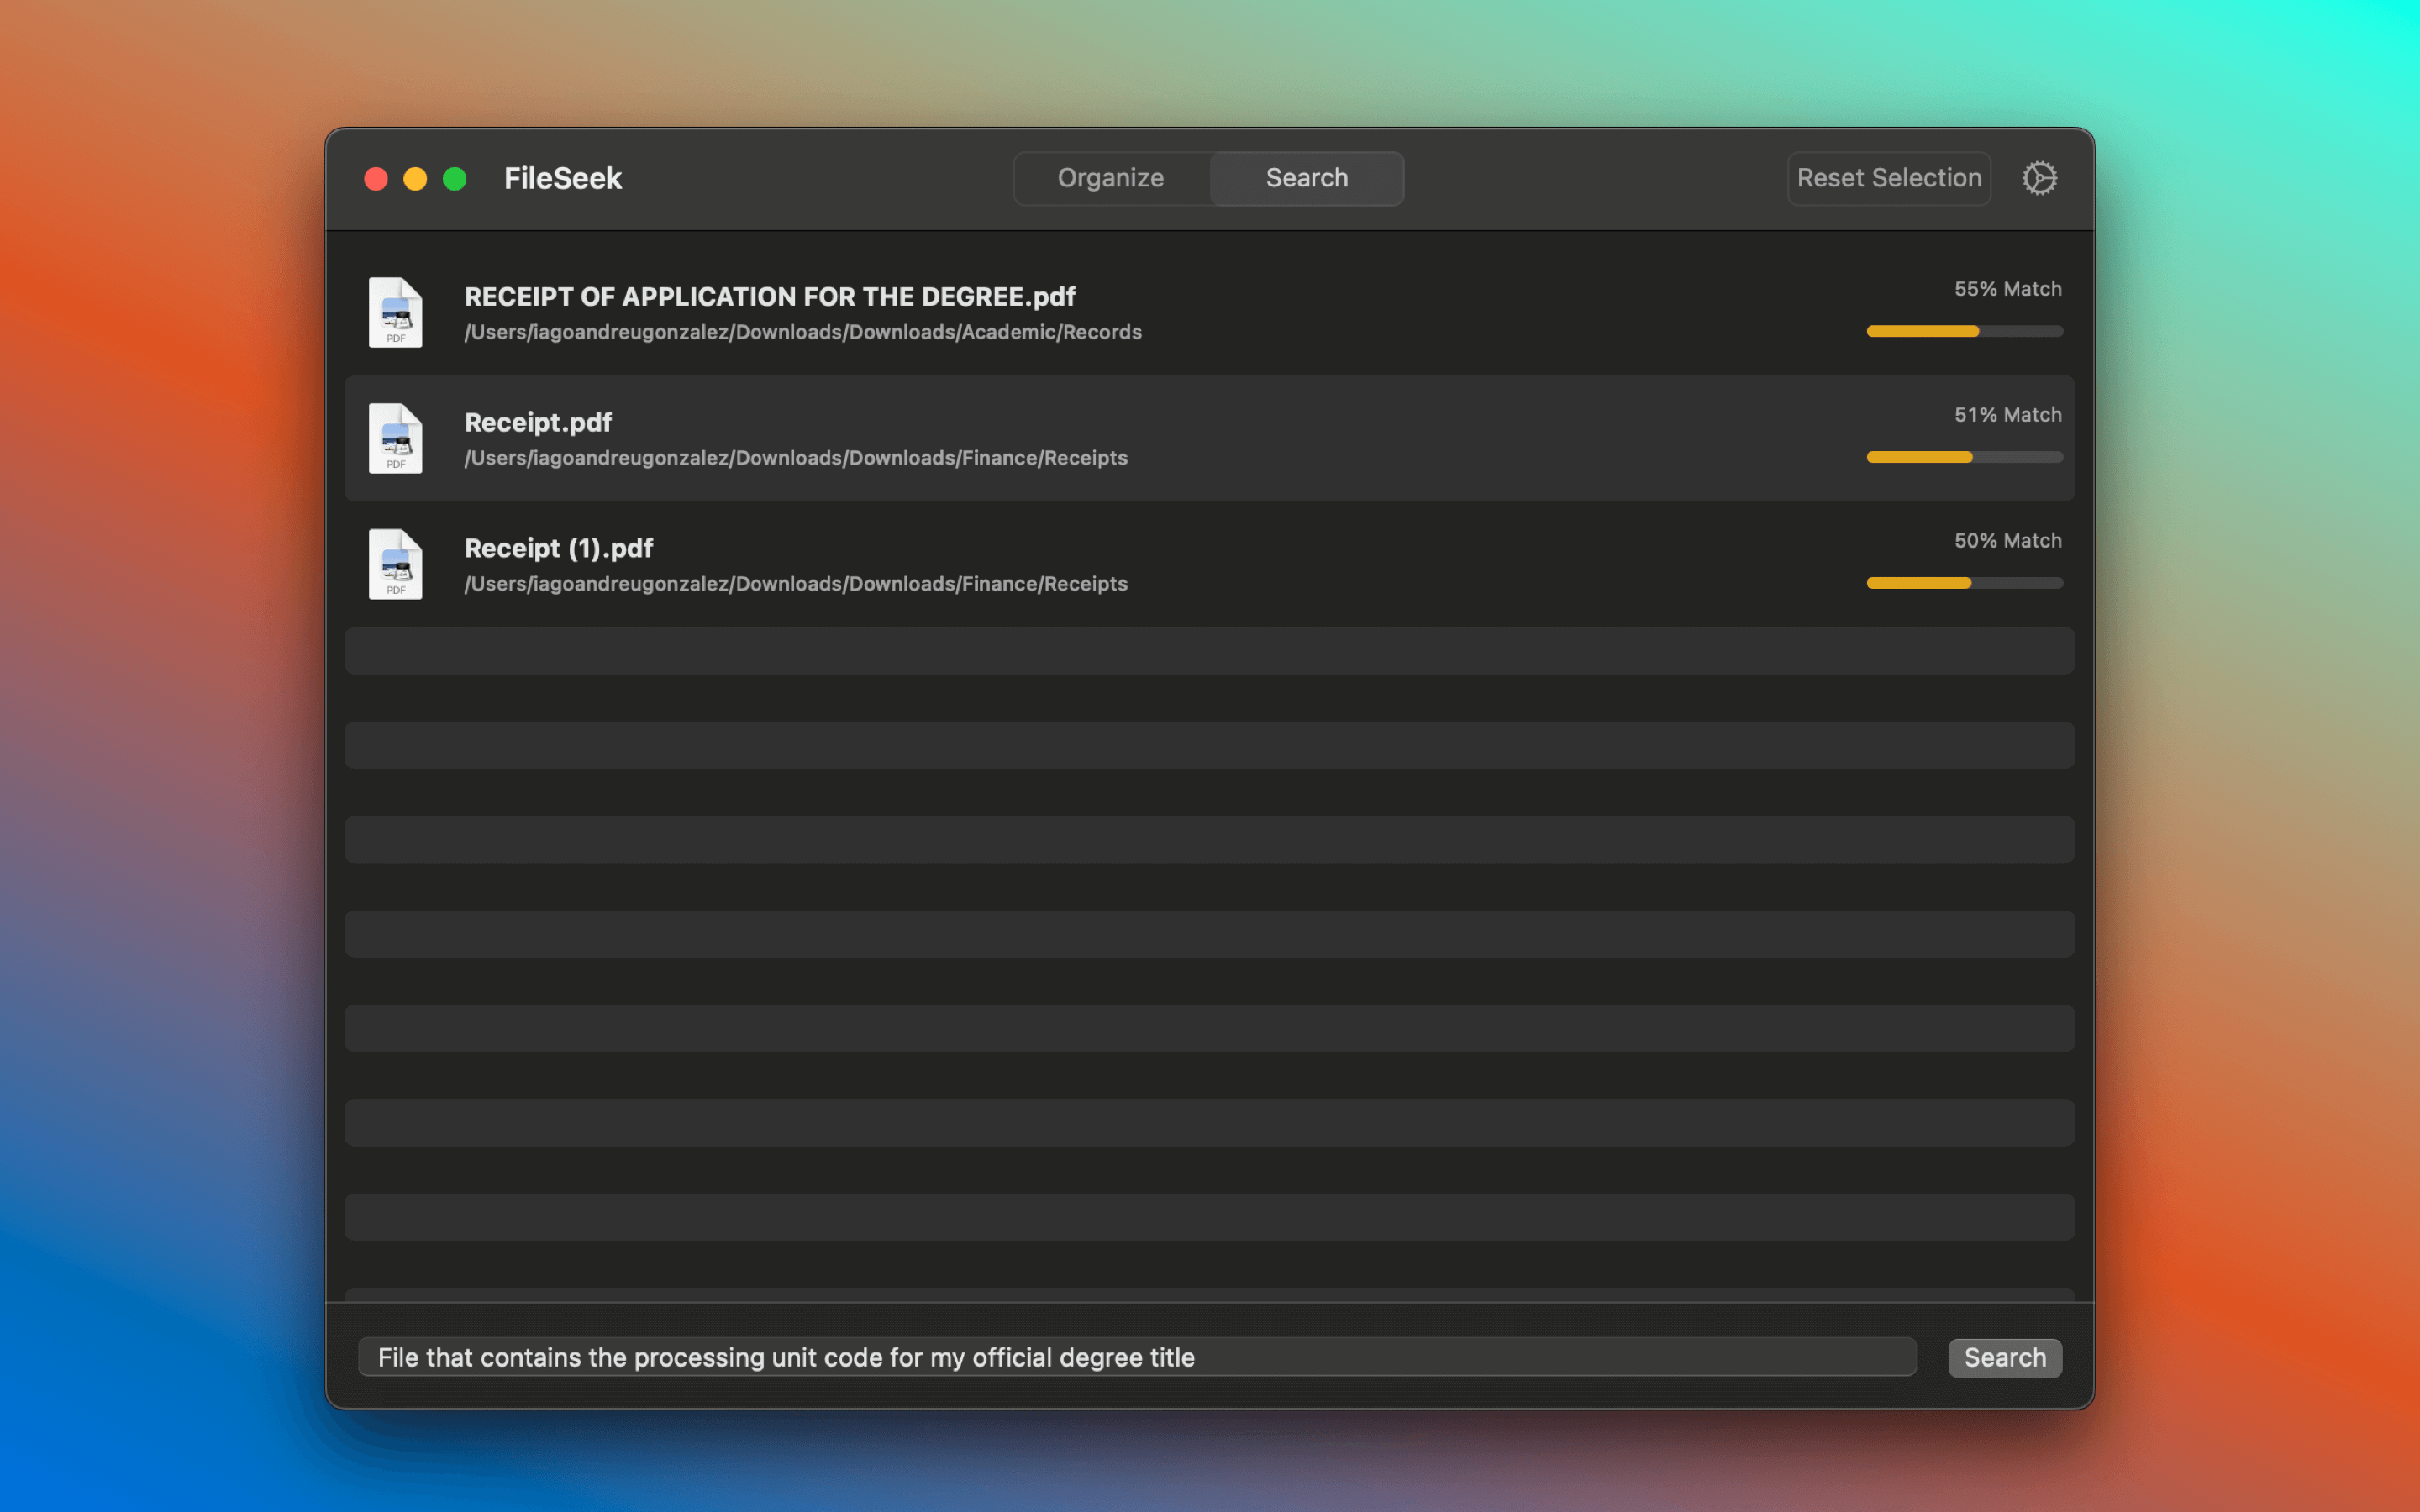 FileSeek
Organize
Search
Reset Selection
RECEIPT OF APPLICATION FOR THE DEGREE.pdf
/Users/iagoandreugonzalez/Downloads/Downloads/Academic/Records
55% Match
PDF
Receipt.pdf
/Users/iagoandreugonzalez/Downloads/Downloads/Finance/Receipts
51% Match
PDF
Receipt (1).pdf
/Users/iagoandreugonzalez/Downloads/Downloads/Finance/Receipts
50% Match
PDF
File that contains the processing unit code for my official degree title
Search